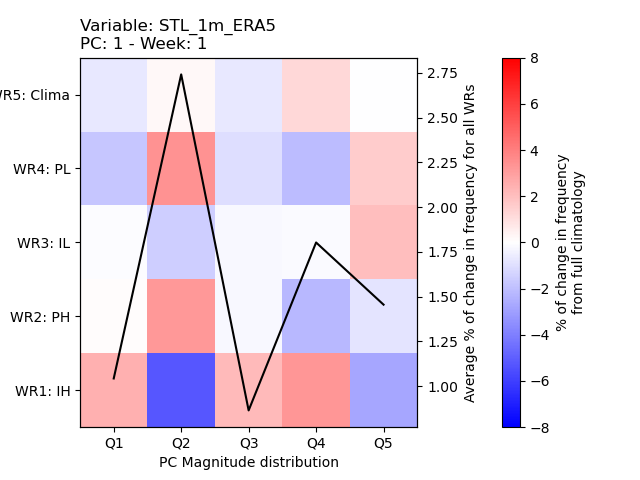 Variable: STL_1m_ERA5
PC: 1 - Week: 1
WR5: Clima
WR4: PL
WR3: IL
WR2: PH
WR1: IH
Q1 Q2 Q3 Q4 Q5
PC Magnitude distribution
2.75
2.50
2.25
2.00
1.75
1.50
1.25
1.00
Average % of change in frequency for all WRs
8
6
4
2
0
−2
−4
−6
−8
% of change in frequency
from full climatology